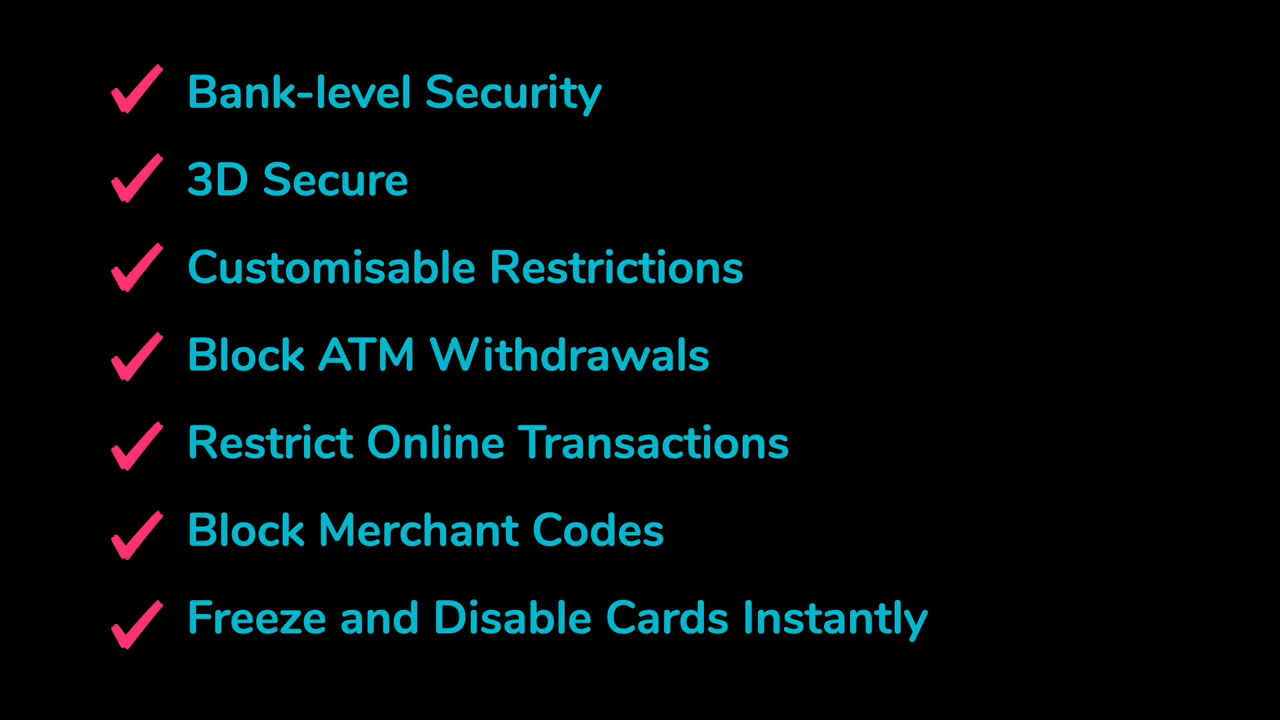 Bank-level Security
3D Secure
Customisable Restrictions
Block ATM Withdrawals
Restrict Online Transactions
Block Merchant Codes
Freeze and Disable Cards Instantly